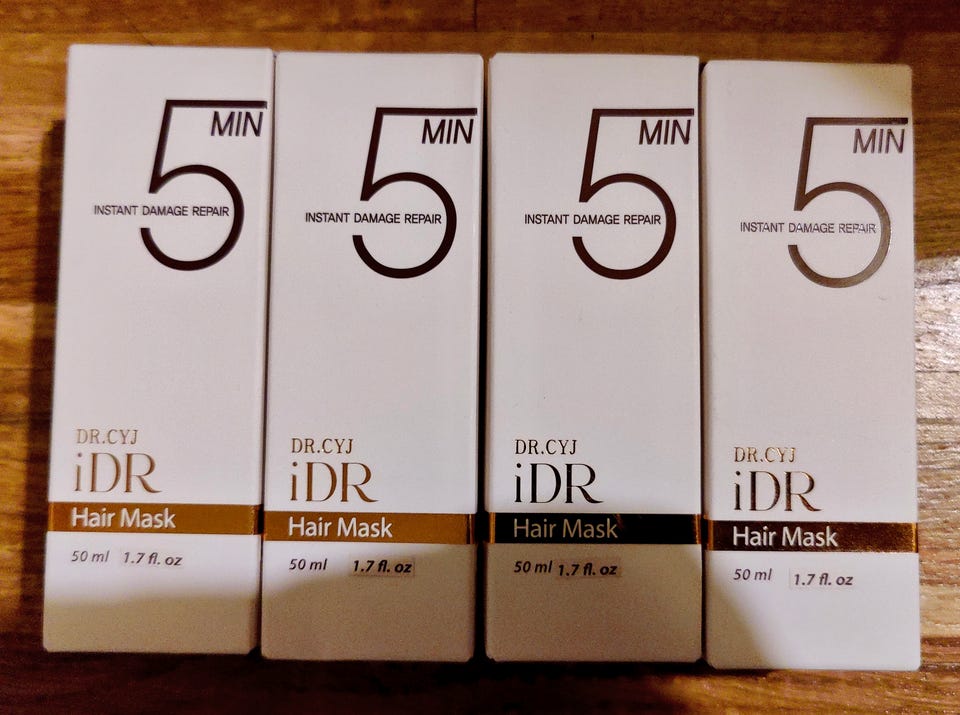 5 MIN
INSTANT DAMAGE REPAIR
DR.CYJ
iDR
Hair Mask
50 ml 1.7 fl. oz
5 MIN
INSTANT DAMAGE REPAIR
DR.CYJ
iDR
Hair Mask
50 ml 1.7 fl. oz
5 MIN
INSTANT DAMAGE REPAIR
DR.CYJ
iDR
Hair Mask
50 ml 1.7 fl. oz
5 MIN
INSTANT DAMAGE REPAIR
DR.CYJ
iDR
Hair Mask
50 ml 1.7 fl. oz